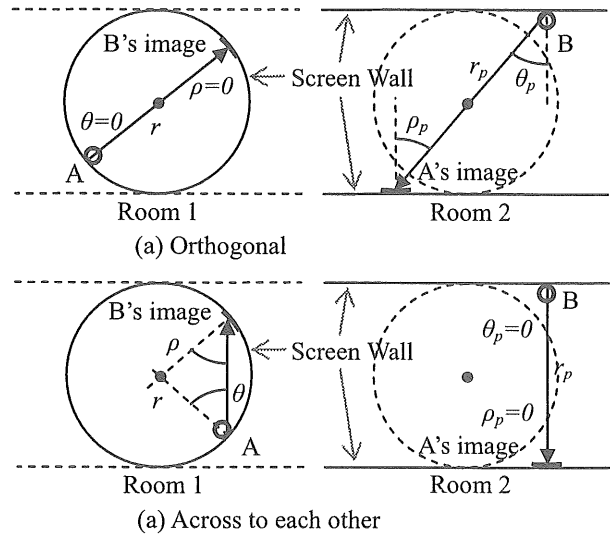 B's image
ρ=0
θ=0
r
A
Screen Wall
B
r_p
θ_p
ρ_p
A's image
Room 1
Room 2
(a) Orthogonal
B's image
ρ
θ
r
A
Screen Wall
B
θ_p=0
r_p
ρ_p=0
A's image
Room 1
Room 2
(a) Across to each other